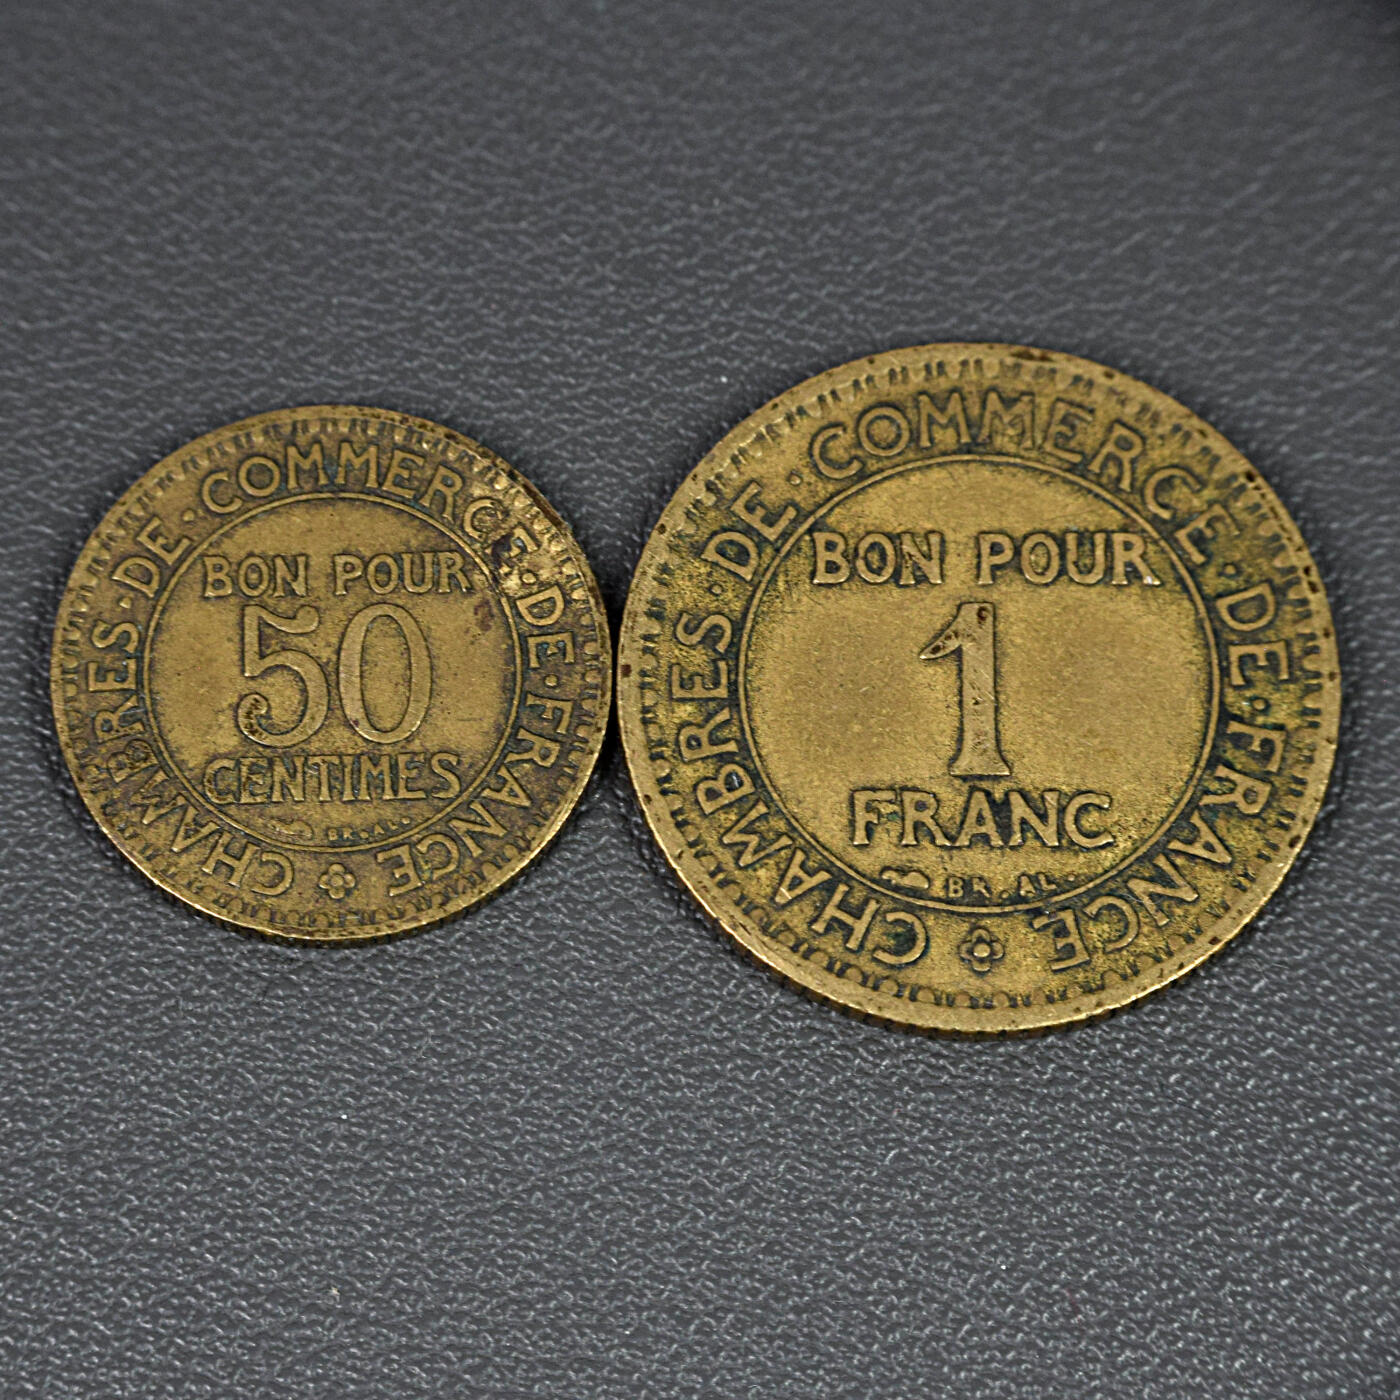 CHAMBRES · DE · COMMERCE · DE · FRANCE
BON POUR
50
CENTIMES
BR. AL.
CHAMBRES · DE · COMMERCE · DE · FRANCE
BON POUR
1
FRANC
BR. AL.